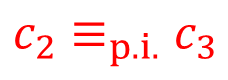 c₂ ≡p.i. c₃